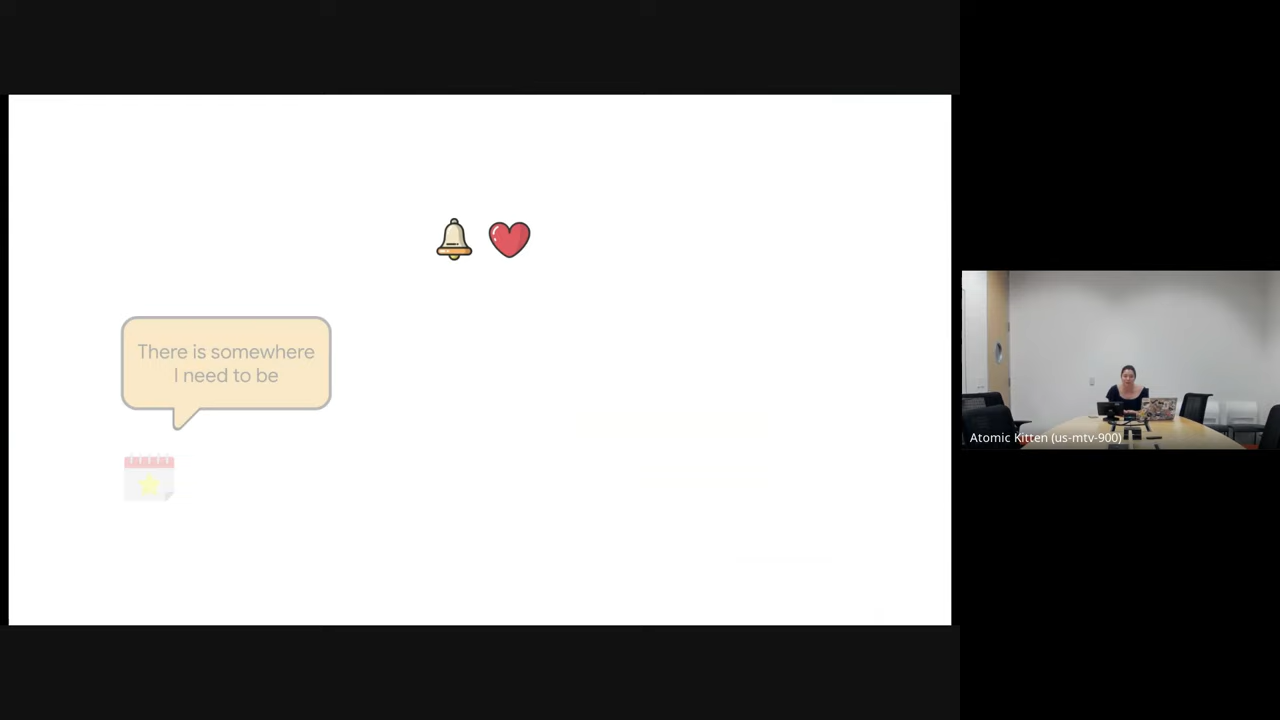 There is somewhere
I need to be
Atomic Kitten (us-mtv-900)